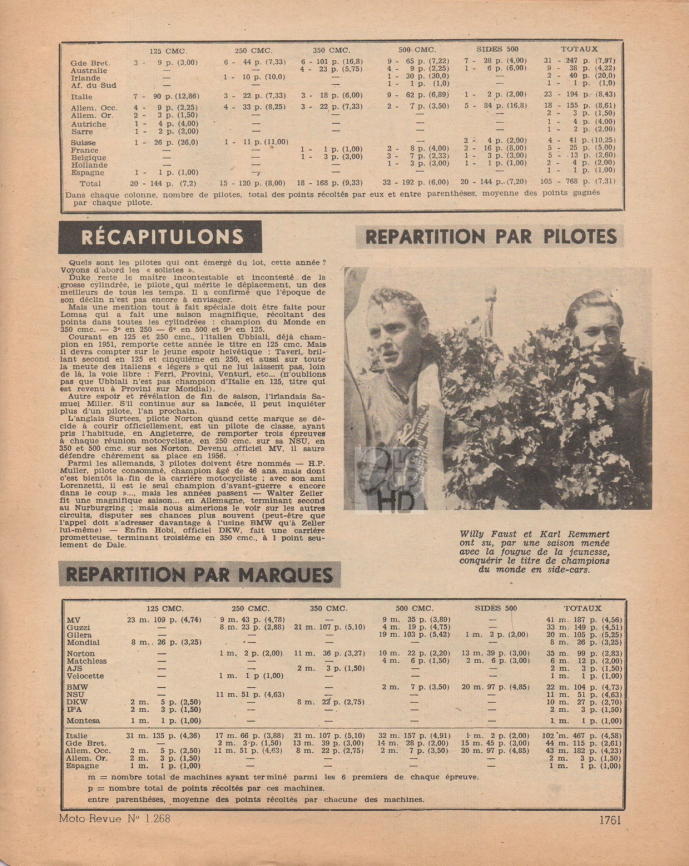 125 CMC. 250 CMC. 350 CMC. 500 CMC. SIDES 500 TOTAUX
Gde Bret. 3 - 9 p. (3,00) 6 - 44 p. (7,33) 6 - 101 p. (16,8) 9 - 65 p. (7,22) 7 - 28 p. (4,00) 31 - 247 p. (7,97)
Australie — — 4 - 23 p. (5,75) 4 - 9 p. (2,25) 1 - 6 p. (6,00) 9 - 38 p. (4,22)
Irlande — 1 - 10 p. (10,0) — 1 - 30 p. (30,0) — 2 - 40 p. (20,0)
Af. du Sud — — — 1 - 1 p. (1,0) — 1 - 1 p. (1,0)
Italie 7 - 90 p. (12,86) 3 - 22 p. (7,33) 3 - 18 p. (6,00) 9 - 62 p. (6,89) 1 - 2 p. (2,00) 23 - 194 p. (8,43)
Allem. Occ. 4 - 9 p. (2,25) 4 - 33 p. (8,25) 3 - 22 p. (7,33) 2 - 7 p. (3,50) 5 - 84 p. (16,8) 18 - 155 p. (8,61)
Allem. Or. 2 - 3 p. (1,50) — — — — 2 - 3 p. (1,50)
Autriche 1 - 4 p. (4,00) — — — — 1 - 4 p. (4,00)
Sarre 1 - 2 p. (2,00) — — — — 1 - 2 p. (2,00)
Suisse 1 - 26 p. (26,0) 1 - 11 p. (11,00) — — 2 - 4 p. (2,00) 4 - 41 p. (10,25)
France — — 1 - 1 p. (1,00) 2 - 8 p. (4,00) 2 - 16 p. (8,00) 5 - 25 p. (5,00)
Belgique — — 1 - 3 p. (3,00) 3 - 7 p. (2,33) 1 - 3 p. (3,00) 5 - 13 p. (2,60)
Hollande — — — 1 - 3 p. (3,00) 1 - 1 p. (1,00) 2 - 4 p. (2,00)
Espagne 1 - 1 p. (1,00) — — — — 1 - 1 p. (1,00)
Total 20 - 144 p. (7,2) 15 - 120 p. (8,00) 18 - 168 p. (9,33) 32 - 192 p. (6,00) 20 - 144 p. (7,20) 105 - 768 p. (7,31)
Dans chaque colonne, nombre de pilotes, total des points récoltés par eux et entre parenthèses, moyenne des points gagnés
par chaque pilote.
RÉCAPITULONS
Quels sont les pilotes qui ont émergé du lot, cette année ?
Voyons d'abord les « solistes ».
Duke reste le maître incontestable et incontesté de la
grosse cylindrée, le pilote qui mérite le déplacement, un des
meilleurs de tous les temps. Il a confirmé que l'époque de
son déclin n'est pas encore à envisager.
Mais une mention tout à fait spéciale doit être faite pour
Lomas qui a fait une saison magnifique, récoltant des
points dans toutes les cylindrées : champion du Monde en
350 cmc. — 3e en 250 — 6e en 500 et 9e en 125.
Courant en 125 et 250 cmc., l'italien Ubbiali, déjà cham-
pion en 1951, remporte cette année le titre en 125 cmc. Mais
il devra compter sur le jeune espoir helvétique : Taveri, bril-
lant second en 125 et cinquième en 250, et aussi sur toute
la meute des italiens « légers » qui ne lui laissent pas, loin
de là, la voie libre : Ferri, Provini, Venturi, etc... (n'oublions
pas que Ubbiali n'est pas champion d'Italie en 125, titre qui
est revenu à Provini sur Mondial).
Autre espoir et révélation de fin de saison, l'irlandais Sa-
muel Miller. S'il continue sur sa lancée, il peut inquiéter
plus d'un pilote, l'an prochain.
L'anglais Surtees, pilote Norton quand cette marque se dé-
cide à courir officiellement, est un pilote de classe, ayant
pris l'habitude, en Angleterre, de remporter trois épreuves
à chaque réunion motocycliste, en 250 cmc. sur sa NSU, en
350 et 500 cmc. sur ses Norton. Devenu officiel MV, il saura
défendre chèrement sa place en 1956.
Parmi les allemands, 3 pilotes doivent être nommés — H.P.
Muller, pilote consommé, champion âgé de 46 ans, mais dont
c'est bientôt la fin de la carrière motocycliste ; avec son ami
Lorenzetti, il est le seul champion d'avant-guerre « encore
dans le coup »..., mais les années passent — Walter Zeller
fit une magnifique saison... en Allemagne, terminant second
au Nurburgring ; mais nous aimerions le voir sur les autres
circuits, disputer ses chances plus souvent (peut-être que
l'appel doit s'adresser davantage à l'usine BMW qu'à Zeller
lui-même) — Enfin Hobl, officiel DKW, fait une carrière
prometteuse, terminant troisième en 350 cmc., à 1 point seu-
lement de Dale.
REPARTITION PAR PILOTES
HD
Willy Faust et Karl Remmert
ont su, par une saison menée
avec la fougue de la jeunesse,
conquérir le titre de champions
du monde en side-cars.
REPARTITION PAR MARQUES
125 CMC. 250 CMC. 350 CMC. 500 CMC. SIDES 500 TOTAUX
MV 23 m. 109 p. (4,74) 9 m. 43 p. (4,78) — 9 m. 35 p. (3,89) — 41 m. 187 p. (4,56)
Guzzi — 8 m. 23 p. (2,88) 21 m. 107 p. (5,10) 4 m. 19 p. (4,75) — 33 m. 149 p. (4,51)
Gilera — — — 19 m. 103 p. (5,42) 1 m. 2 p. (2,00) 20 m. 105 p. (5,25)
Mondial 8 m. 26 p. (3,25) — — — — 8 m. 26 p. (3,25)
Norton — 1 m. 2 p. (2,00) 11 m. 36 p. (3,27) 10 m. 22 p. (2,20) 13 m. 39 p. (3,00) 35 m. 99 p. (2,83)
Matchless — — — 4 m. 6 p. (1,50) 2 m. 6 p. (3,00) 6 m. 12 p. (2,00)
AJS — — 2 m. 3 p. (1,50) — — 2 m. 3 p. (1,50)
Velocette — 1 m. 1 p (1,00) — — — 1 m. 1 p. (1,00)
BMW — — — 2 m. 7 p. (3,50) 20 m. 97 p. (4,85) 22 m. 104 p. (4,73)
NSU — 11 m. 51 p. (4,63) — — — 11 m. 51 p. (4,63)
DKW 2 m. 5 p. (2,50) — 8 m. 22 p. (2,75) — — 10 m. 27 p. (2,70)
IFA 2 m. 3 p. (1,50) — — — — 2 m. 3 p. (1,50)
Montesa 1 m. 1 p. (1,00) — — — — 1 m. 1 p. (1,00)
Italie 31 m. 135 p. (4,36) 17 m. 66 p. (3,88) 21 m. 107 p. (5,10) 32 m. 157 p. (4,91) 1 m. 2 p. (2,00) 102 m. 467 p. (4,58)
Gde Bret. — 2 m. 3 p. (1,50) 13 m. 39 p. (3,00) 14 m. 28 p. (2,00) 15 m. 45 p. (3,00) 44 m. 115 p. (2,61)
Allem. Occ. 2 m. 5 p. (2,50) 11 m. 51 p. (4,63) 8 m. 22 p. (2,75) 2 m. 7 p. (3,50) 20 m. 97 p. (4,85) 43 m. 182 p. (4,23)
Allem. Or. 2 m. 3 p. (1,50) — — — — 2 m. 3 p. (1,50)
Espagne 1 m. 1 p. (1,00) — — — — 1 m. 1 p. (1,00)
m = nombre total de machines ayant terminé parmi les 6 premiers de chaque épreuve.
p = nombre total de points récoltés par ces machines.
entre parenthèses, moyenne des points récoltés par chacune des machines.
Moto-Revue N° 1.268 1761